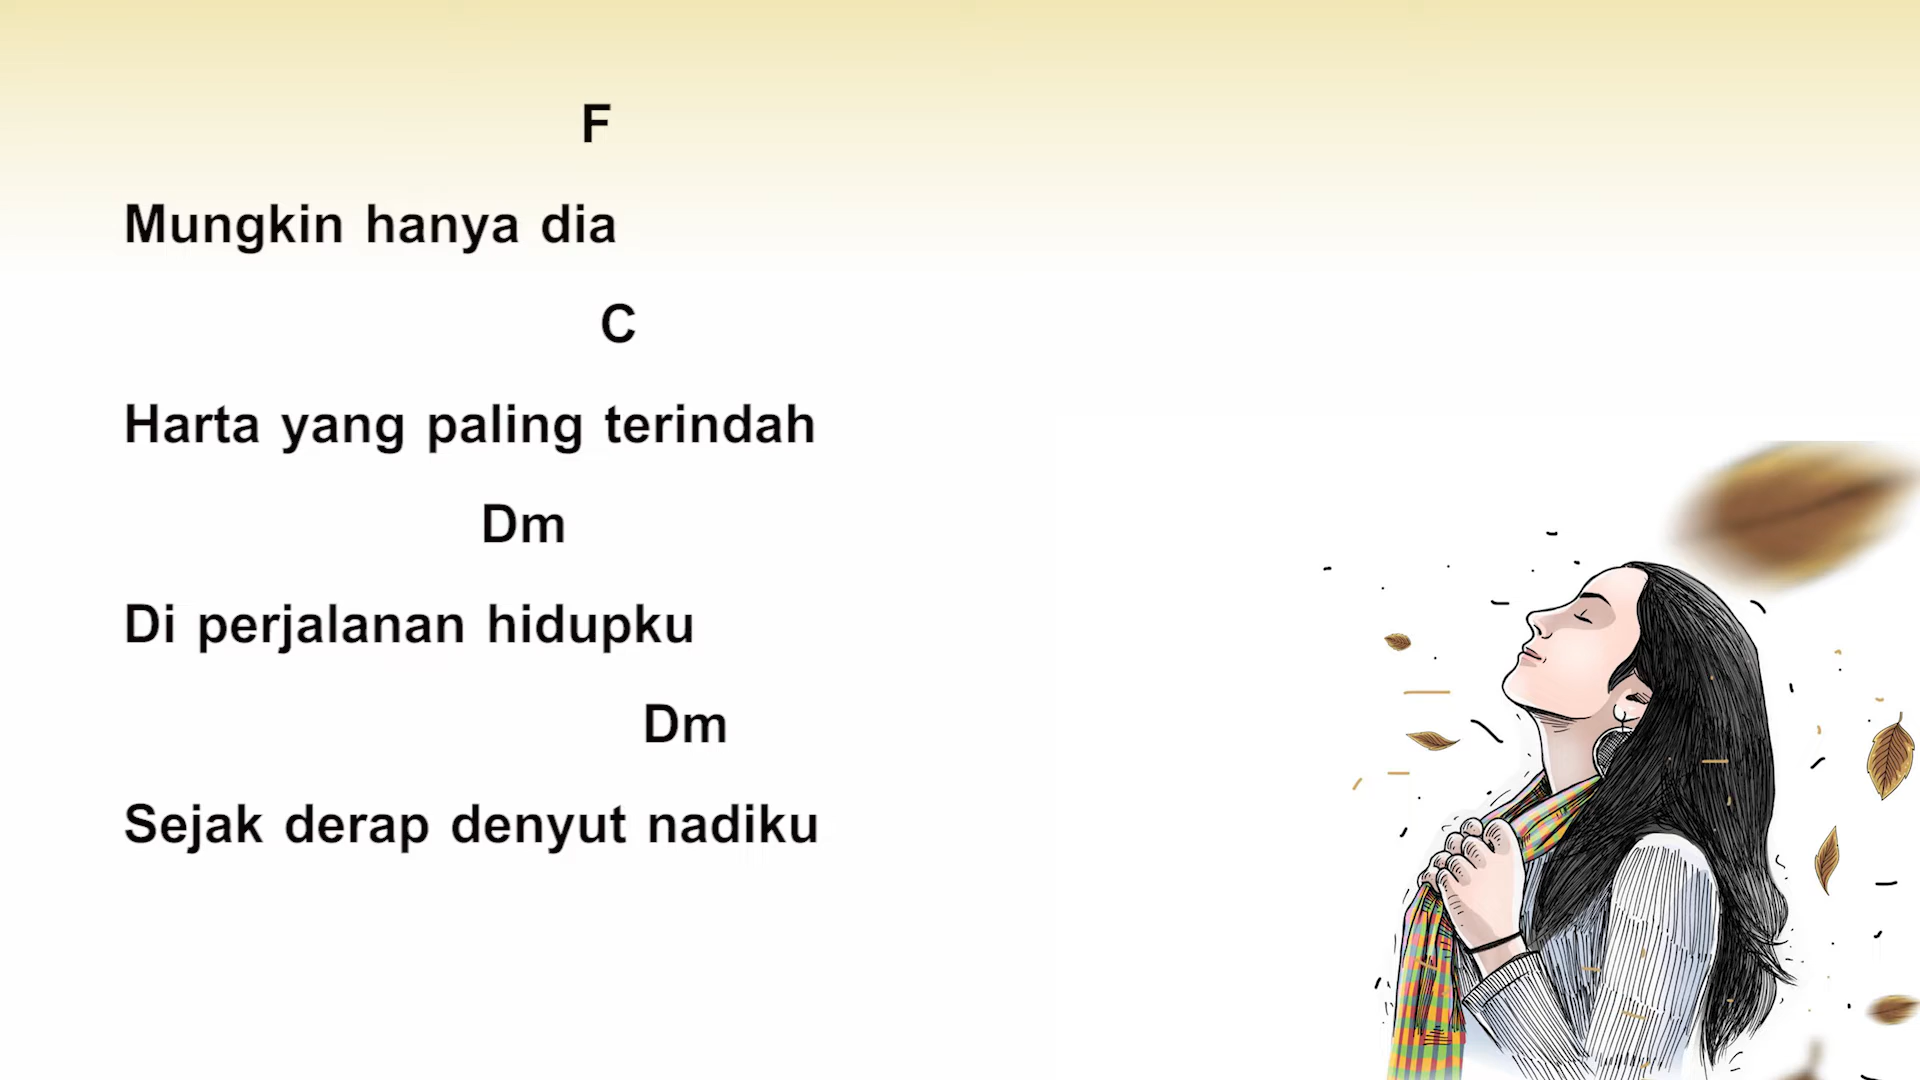 F
Mungkin hanya dia
C
Harta yang paling terindah
Dm
Di perjalanan hidupku
Dm
Sejak derap denyut nadiku